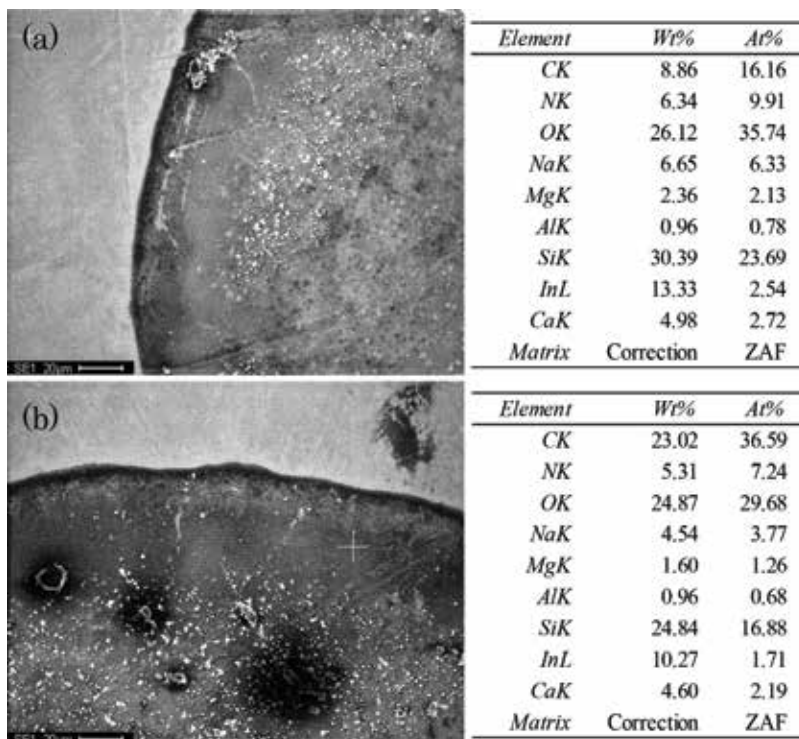 (a)
SE1 20µm
Element Wt% At%
CK 8.86 16.16
NK 6.34 9.91
OK 26.12 35.74
NaK 6.65 6.33
MgK 2.36 2.13
AlK 0.96 0.78
SiK 30.39 23.69
InL 13.33 2.54
CaK 4.98 2.72
Matrix Correction ZAF
(b)
SE1 20µm
Element Wt% At%
CK 23.02 36.59
NK 5.31 7.24
OK 24.87 29.68
NaK 4.54 3.77
MgK 1.60 1.26
AlK 0.96 0.68
SiK 24.84 16.88
InL 10.27 1.71
CaK 4.60 2.19
Matrix Correction ZAF